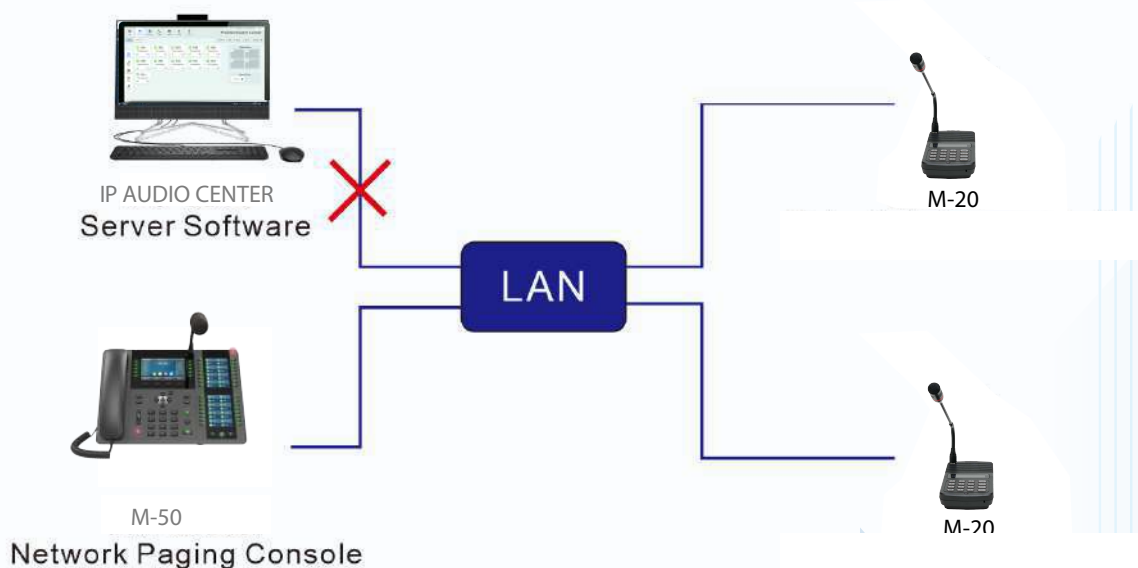 IP AUDIO CENTER
Server Software
LAN
M-20
M-50
Network Paging Console
M-20